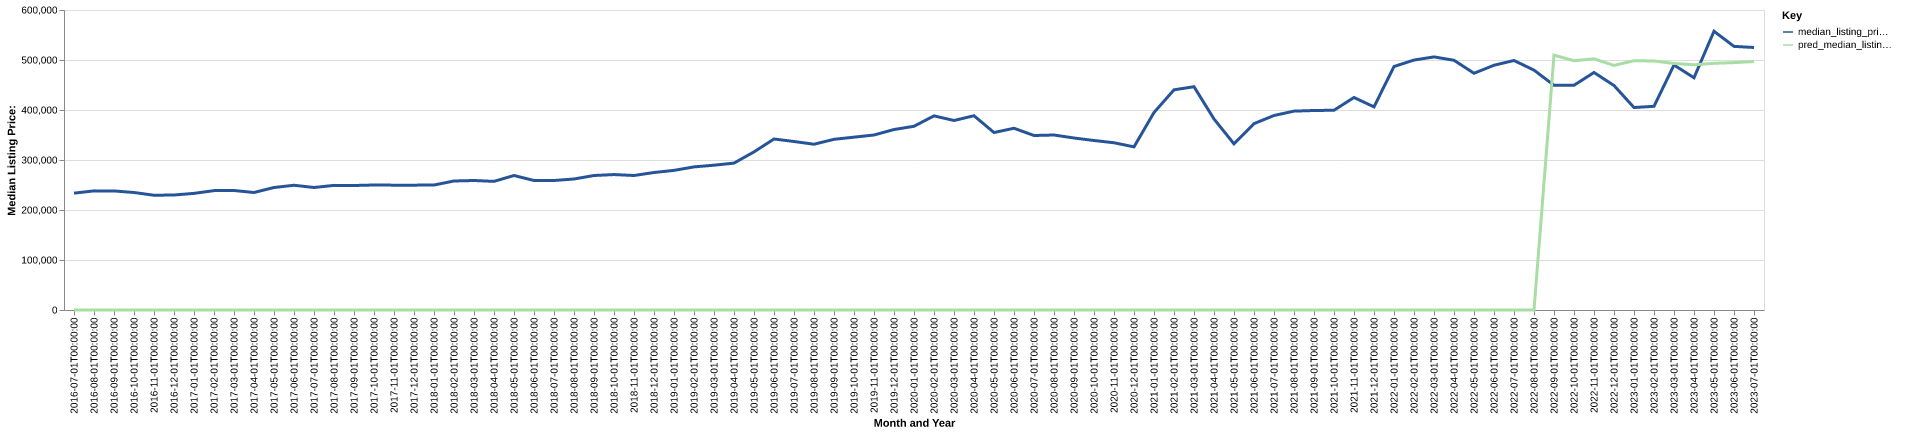 600,000
500,000
400,000
300,000
200,000
100,000
0
Median Listing Price:
2016-07-01T00:00:00
2016-08-01T00:00:00
2016-09-01T00:00:00
2016-10-01T00:00:00
2016-11-01T00:00:00
2016-12-01T00:00:00
2017-01-01T00:00:00
2017-02-01T00:00:00
2017-03-01T00:00:00
2017-04-01T00:00:00
2017-05-01T00:00:00
2017-06-01T00:00:00
2017-07-01T00:00:00
2017-08-01T00:00:00
2017-09-01T00:00:00
2017-10-01T00:00:00
2017-11-01T00:00:00
2017-12-01T00:00:00
2018-01-01T00:00:00
2018-02-01T00:00:00
2018-03-01T00:00:00
2018-04-01T00:00:00
2018-05-01T00:00:00
2018-06-01T00:00:00
2018-07-01T00:00:00
2018-08-01T00:00:00
2018-09-01T00:00:00
2018-10-01T00:00:00
2018-11-01T00:00:00
2018-12-01T00:00:00
2019-01-01T00:00:00
2019-02-01T00:00:00
2019-03-01T00:00:00
2019-04-01T00:00:00
2019-05-01T00:00:00
2019-06-01T00:00:00
2019-07-01T00:00:00
2019-08-01T00:00:00
2019-09-01T00:00:00
2019-10-01T00:00:00
2019-11-01T00:00:00
2019-12-01T00:00:00
2020-01-01T00:00:00
2020-02-01T00:00:00
2020-03-01T00:00:00
2020-04-01T00:00:00
2020-05-01T00:00:00
2020-06-01T00:00:00
2020-07-01T00:00:00
2020-08-01T00:00:00
2020-09-01T00:00:00
2020-10-01T00:00:00
2020-11-01T00:00:00
2020-12-01T00:00:00
2021-01-01T00:00:00
2021-02-01T00:00:00
2021-03-01T00:00:00
2021-04-01T00:00:00
2021-05-01T00:00:00
2021-06-01T00:00:00
2021-07-01T00:00:00
2021-08-01T00:00:00
2021-09-01T00:00:00
2021-10-01T00:00:00
2021-11-01T00:00:00
2021-12-01T00:00:00
2022-01-01T00:00:00
2022-02-01T00:00:00
2022-03-01T00:00:00
2022-04-01T00:00:00
2022-05-01T00:00:00
2022-06-01T00:00:00
2022-07-01T00:00:00
2022-08-01T00:00:00
2022-09-01T00:00:00
2022-10-01T00:00:00
2022-11-01T00:00:00
2022-12-01T00:00:00
2023-01-01T00:00:00
2023-02-01T00:00:00
2023-03-01T00:00:00
2023-04-01T00:00:00
2023-05-01T00:00:00
2023-06-01T00:00:00
2023-07-01T00:00:00
Month and Year
Key
median_listing_pri…
pred_median_listin…